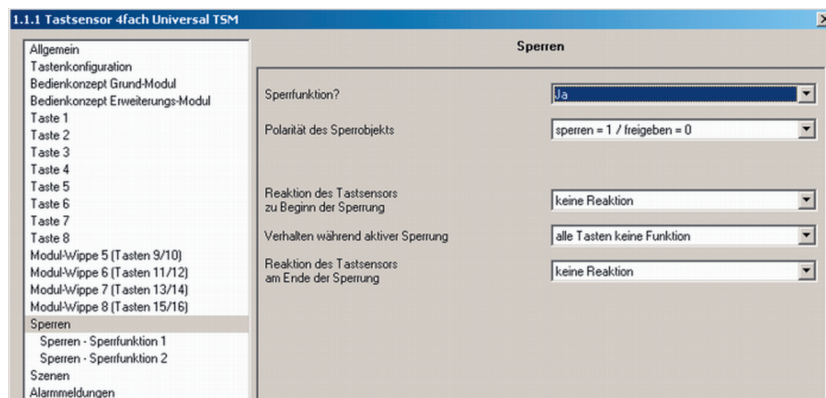 1.1.1 Tastsensor 4fach Universal TSM
Allgemein
Tastenkonfiguration
Bedienkonzept Grund-Modul
Bedienkonzept Erweiterungs-Modul
Taste 1
Taste 2
Taste 3
Taste 4
Taste 5
Taste 6
Taste 7
Taste 8
Modul-Wippe 5 (Tasten 9/10)
Modul-Wippe 6 (Tasten 11/12)
Modul-Wippe 7 (Tasten 13/14)
Modul-Wippe 8 (Tasten 15/16)
Sperren
Sperren - Sperrfunktion 1
Sperren - Sperrfunktion 2
Szenen
Alarmmeldungen
Sperren
Sperrfunktion? Ja
Polarität des Sperrobjekts sperren = 1 / freigeben = 0
Reaktion des Tastsensors
zu Beginn der Sperrung keine Reaktion
Verhalten während aktiver Sperrung alle Tasten keine Funktion
Reaktion des Tastsensors
am Ende der Sperrung keine Reaktion